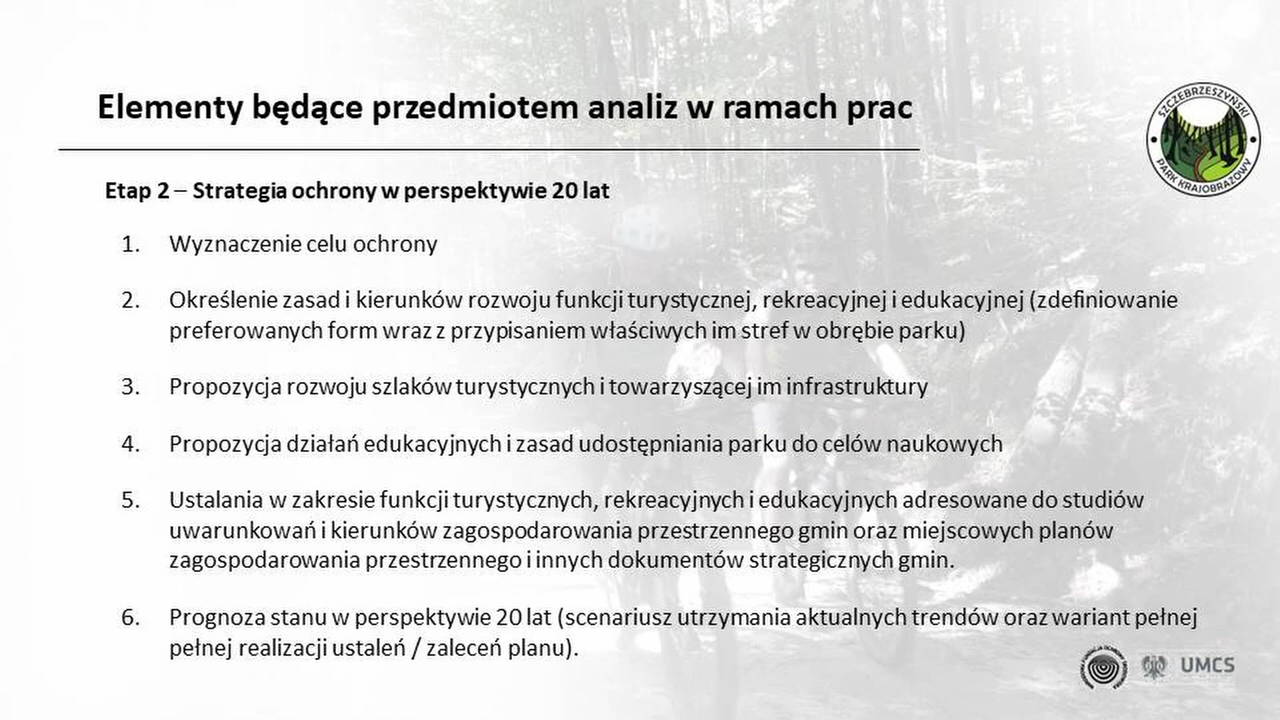 Elementy będące przedmiotem analiz w ramach prac
SZCZEBRZESZYŃSKI
PARK KRAJOBRAZOWY
Etap 2 – Strategia ochrony w perspektywie 20 lat
1. Wyznaczenie celu ochrony
2. Określenie zasad i kierunków rozwoju funkcji turystycznej, rekreacyjnej i edukacyjnej (zdefiniowanie
preferowanych form wraz z przypisaniem właściwych im stref w obrębie parku)
3. Propozycja rozwoju szlaków turystycznych i towarzyszącej im infrastruktury
4. Propozycja działań edukacyjnych i zasad udostępniania parku do celów naukowych
5. Ustalania w zakresie funkcji turystycznych, rekreacyjnych i edukacyjnych adresowane do studiów
uwarunkowań i kierunków zagospodarowania przestrzennego gmin oraz miejscowych planów
zagospodarowania przestrzennego i innych dokumentów strategicznych gmin.
6. Prognoza stanu w perspektywie 20 lat (scenariusz utrzymania aktualnych trendów oraz wariant pełnej
pełnej realizacji ustaleń / zaleceń planu).
UMCS